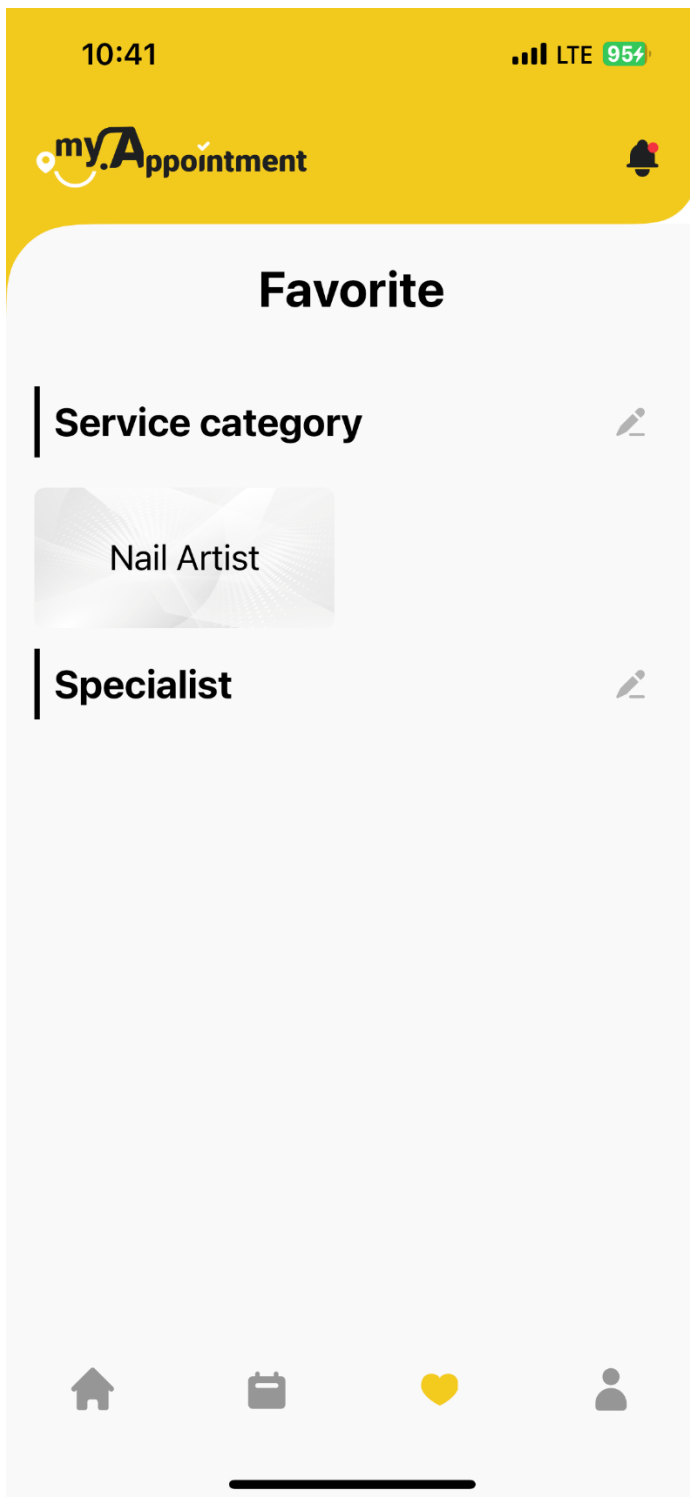 10:41 LTE 95
my.Appointment
Favorite
Service category
Nail Artist
Specialist